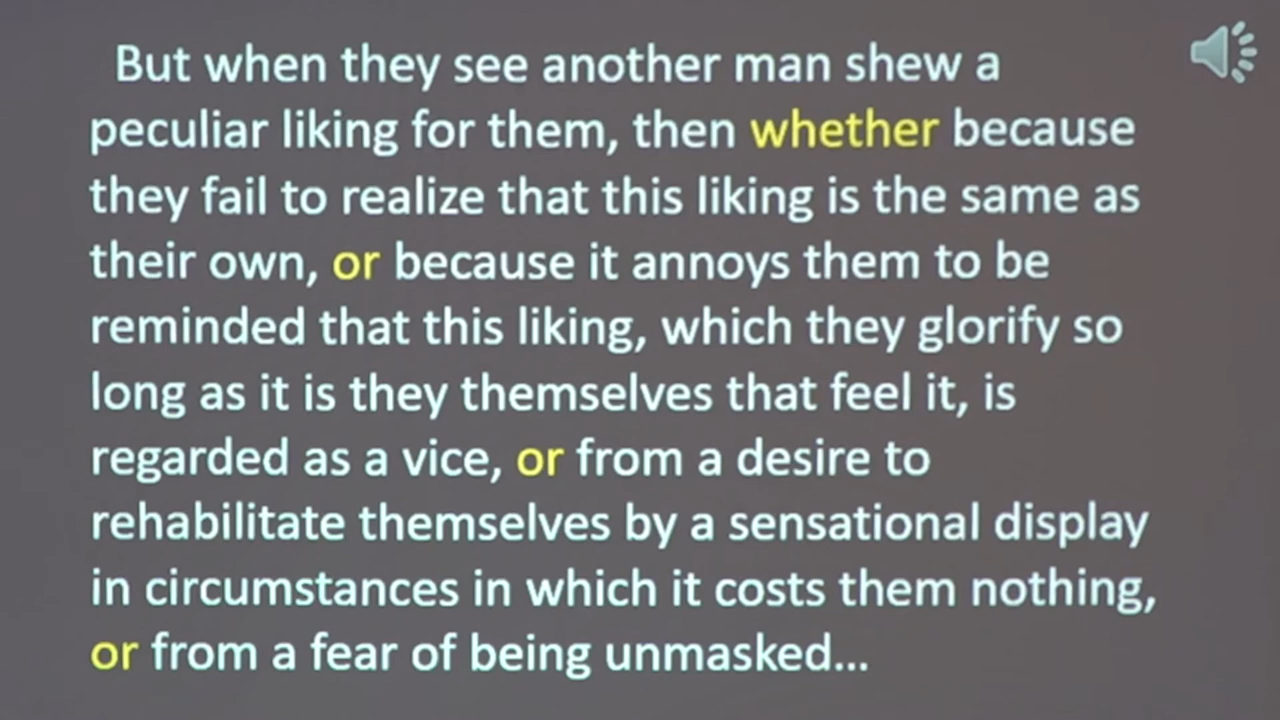 But when they see another man shew a
peculiar liking for them, then whether because
they fail to realize that this liking is the same as
their own, or because it annoys them to be
reminded that this liking, which they glorify so
long as it is they themselves that feel it, is
regarded as a vice, or from a desire to
rehabilitate themselves by a sensational display
in circumstances in which it costs them nothing,
or from a fear of being unmasked...